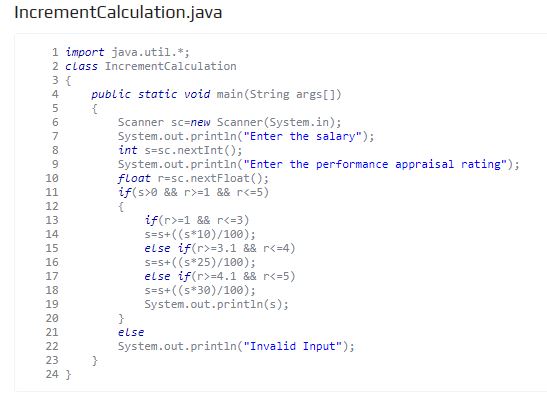 IncrementCalculation.java
1 import java.util.*;
2 class IncrementCalculation
3 {
4     public static void main(String args[])
5     {
6         Scanner sc=new Scanner(System.in);
7         System.out.println("Enter the salary");
8         int s=sc.nextInt();
9         System.out.println("Enter the performance appraisal rating");
10         float r=sc.nextFloat();
11         if(s>0 && r>=1 && r<=5)
12         {
13             if(r>=1 && r<=3)
14             s=s+((s*10)/100);
15             else if(r>=3.1 && r<=4)
16             s=s+((s*25)/100);
17             else if(r>=4.1 && r<=5)
18             s=s+((s*30)/100);
19             System.out.println(s);
20         }
21         else
22         System.out.println("Invalid Input");
23     }
24 }